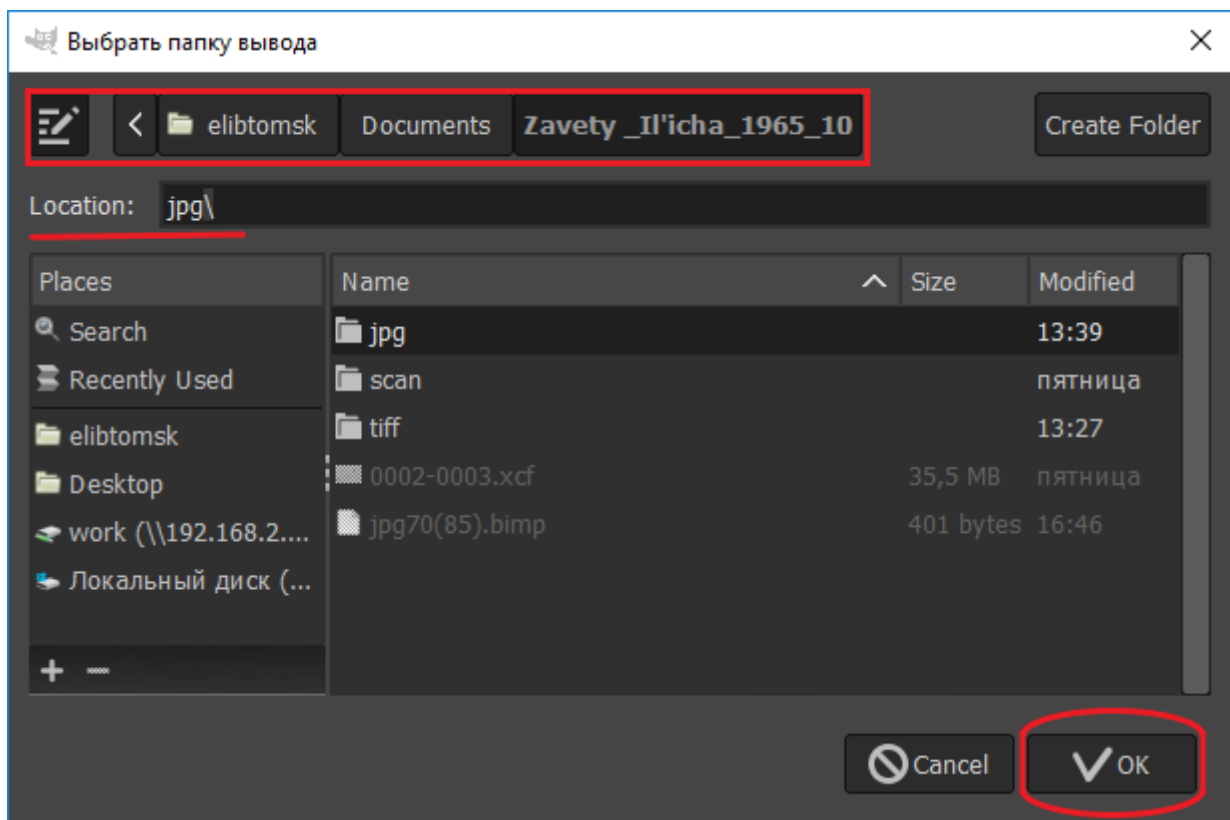 Выбрать папку вывода
elibtomsk Documents Zavety _Il'icha_1965_10 Create Folder
Location: jpg\
Places Name Size Modified
Search jpg 13:39
Recently Used scan пятница
elibtomsk tiff 13:27
Desktop 0002-0003.xcf 35,5 MB пятница
work (\\192.168.2.... jpg70(85).bimp 401 bytes 16:46
Локальный диск (...
Cancel OK